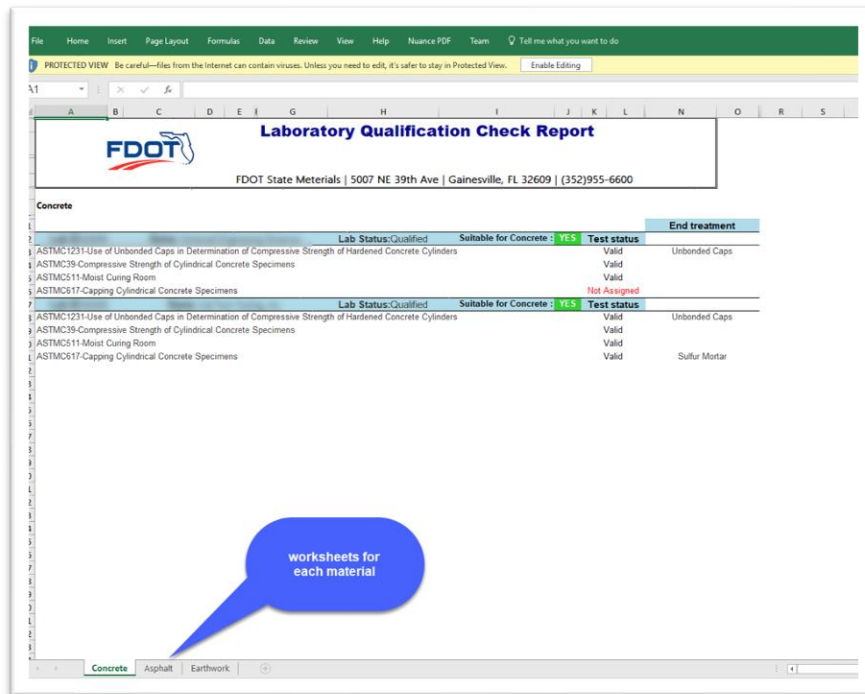 File Home Insert Page Layout Formulas Data Review View Help Nuance PDF Team Tell me what you want to do
PROTECTED VIEW Be careful—files from the Internet can contain viruses. Unless you need to edit, it's safer to stay in Protected View. Enable Editing
A1 fx
A B C D E G H I J K L N O R S
FDOT
Laboratory Qualification Check Report
FDOT State Meterials | 5007 NE 39th Ave | Gainesville, FL 32609 | (352)955-6600
Concrete
End treatment
Lab Status:Qualified Suitable for Concrete : YES Test status
ASTMC1231-Use of Unbonded Caps in Determination of Compressive Strength of Hardened Concrete Cylinders Valid Unbonded Caps
ASTMC39-Compressive Strength of Cylindrical Concrete Specimens Valid
ASTMC511-Moist Curing Room Valid
ASTMC617-Capping Cylindrical Concrete Specimens Not Assigned
Lab Status:Qualified Suitable for Concrete : YES Test status
ASTMC1231-Use of Unbonded Caps in Determination of Compressive Strength of Hardened Concrete Cylinders Valid Unbonded Caps
ASTMC39-Compressive Strength of Cylindrical Concrete Specimens Valid
ASTMC511-Moist Curing Room Valid
ASTMC617-Capping Cylindrical Concrete Specimens Valid Sulfur Mortar
worksheets for
each material
Concrete Asphalt Earthwork